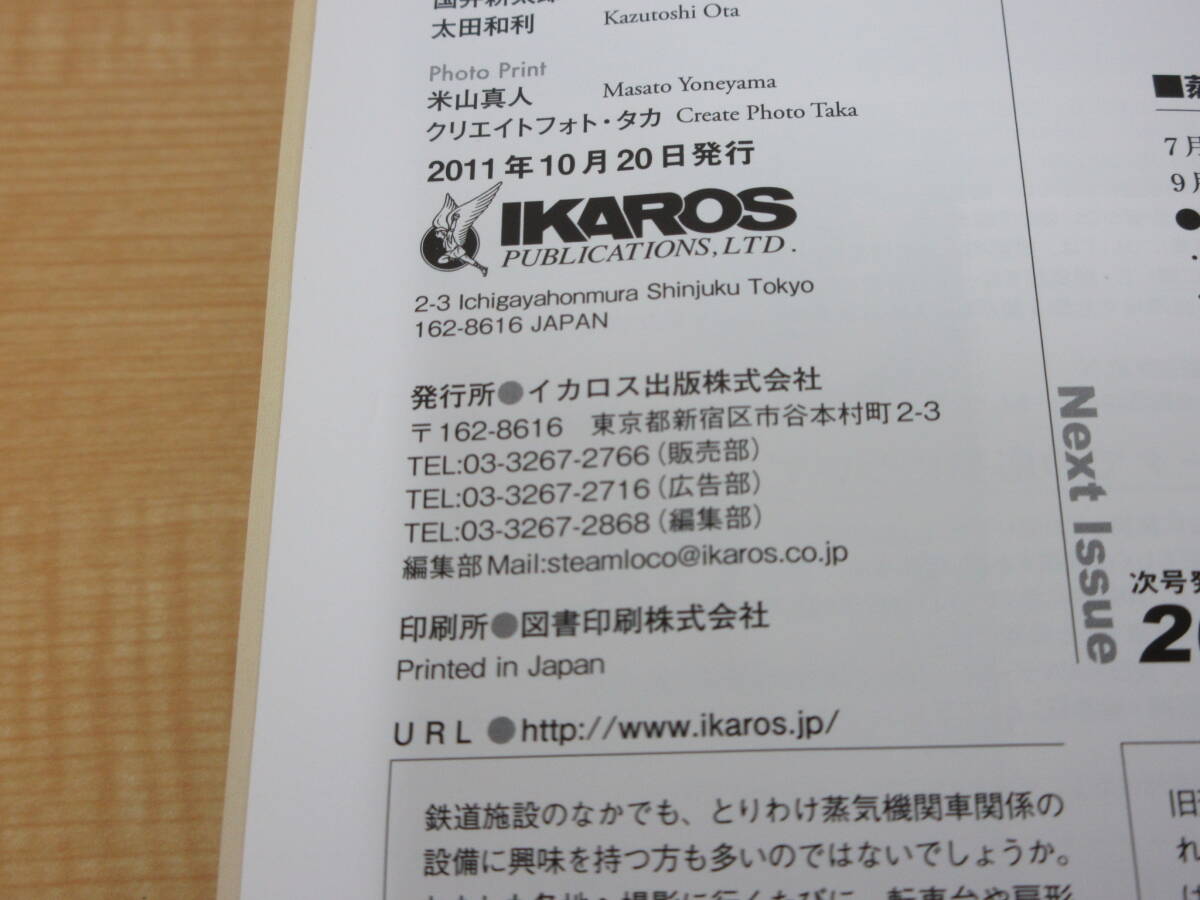 太田和利 Kazutoshi Ota
Photo Print
米山真人 Masato Yoneyama
クリエイトフォト・タカ Create Photo Taka
2011年10月20日発行
IKAROS
PUBLICATIONS, LTD.
2-3 Ichigayahonmura Shinjuku Tokyo
162-8616 JAPAN
発行所●イカロス出版株式会社
〒162-8616 東京都新宿区市谷本村町2-3
TEL:03-3267-2766(販売部)
TEL:03-3267-2716(広告部)
TEL:03-3267-2868(編集部)
編集部Mail:steamloco@ikaros.co.jp
印刷所●図書印刷株式会社
Printed in Japan
URL●http://www.ikaros.jp/
鉄道施設のなかでも、とりわけ蒸気機関車関係の
設備に興味を持つ方も多いのではないでしょうか。
7月
9月
Next Issue
次号発
旧
れ